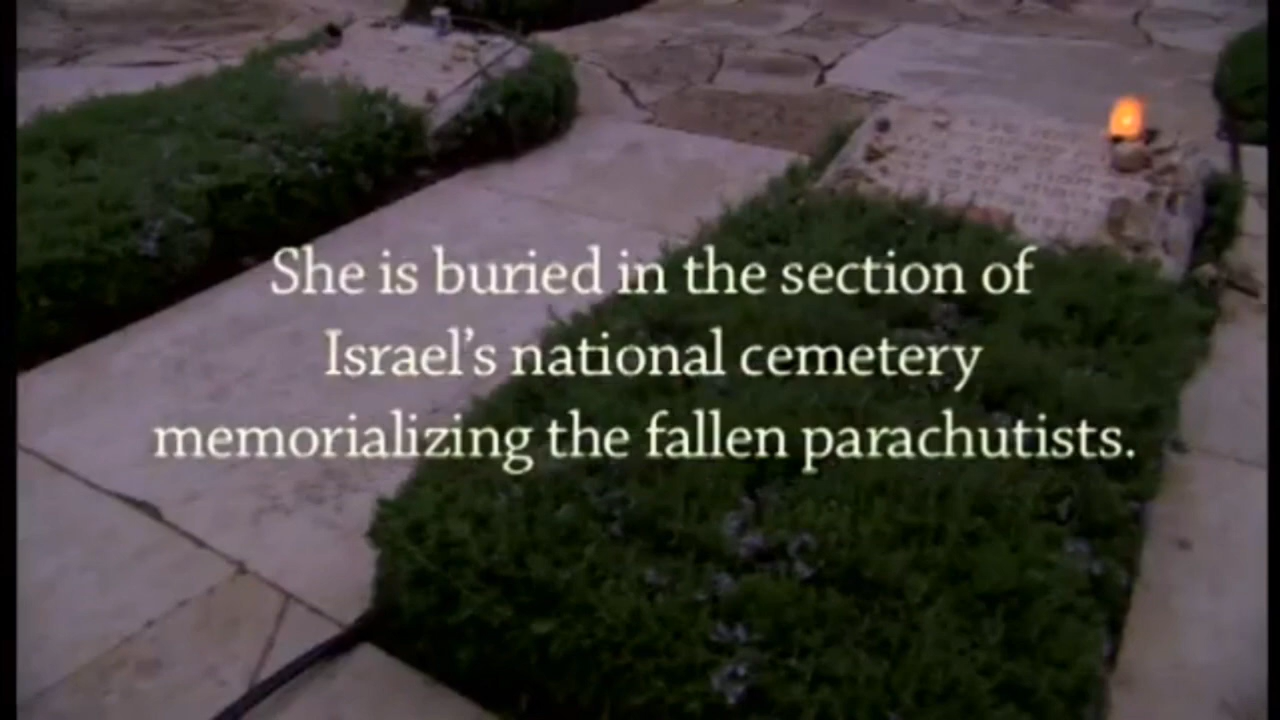 She is buried in the section of
Israel's national cemetery
memorializing the fallen parachutists.